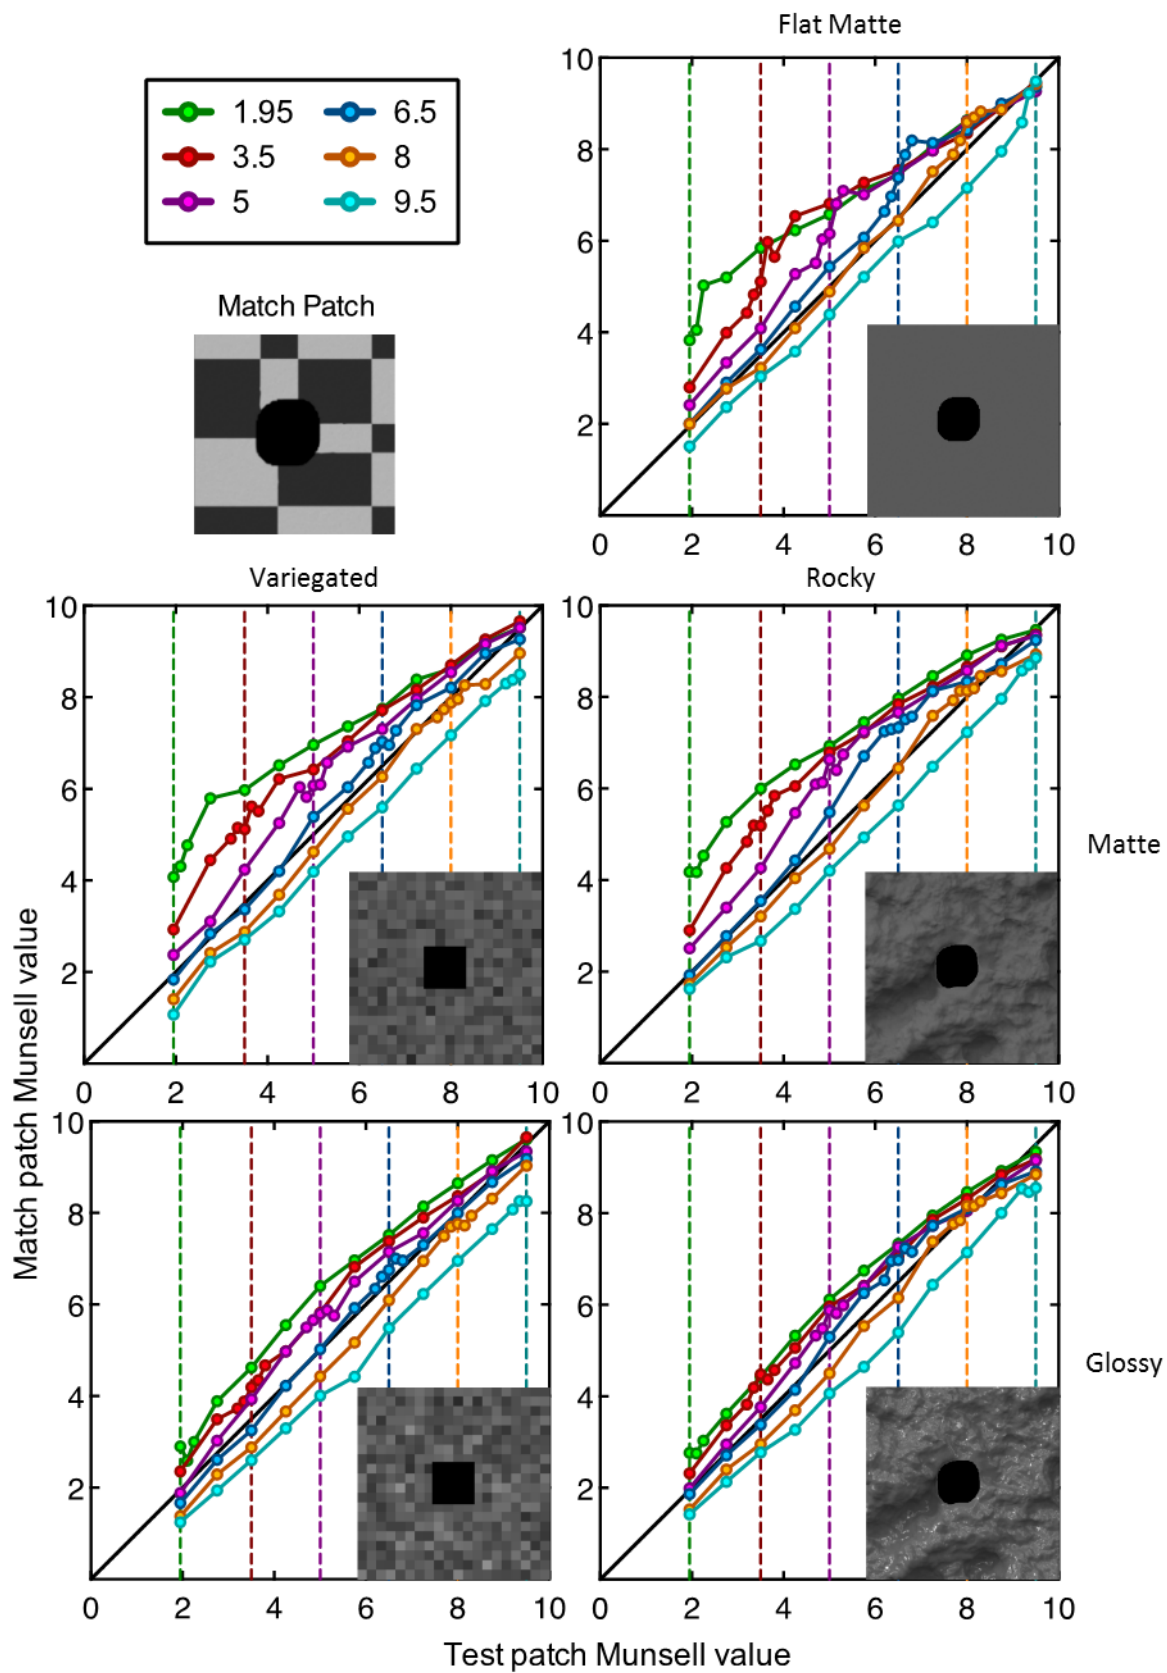 Flat Matte
1.95 6.5
3.5 8
5 9.5
Match Patch
10
8
6
4
2
0 2 4 6 8 10
Variegated Rocky
10 10
8 8
6 6
4 4
2 2
0 2 4 6 8 10 0 2 4 6 8 10
Matte
10 10
8 8
6 6
4 4
2 2
0 2 4 6 8 10 0 2 4 6 8 10
Glossy
Match patch Munsell value
Test patch Munsell value